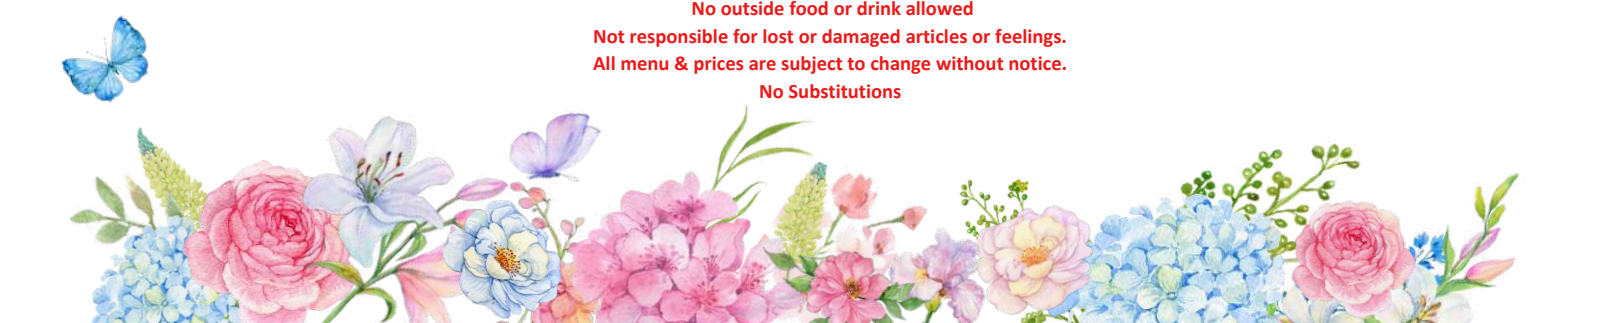 No outside food or drink allowed
Not responsible for lost or damaged articles or feelings.
All menu & prices are subject to change without notice.
No Substitutions